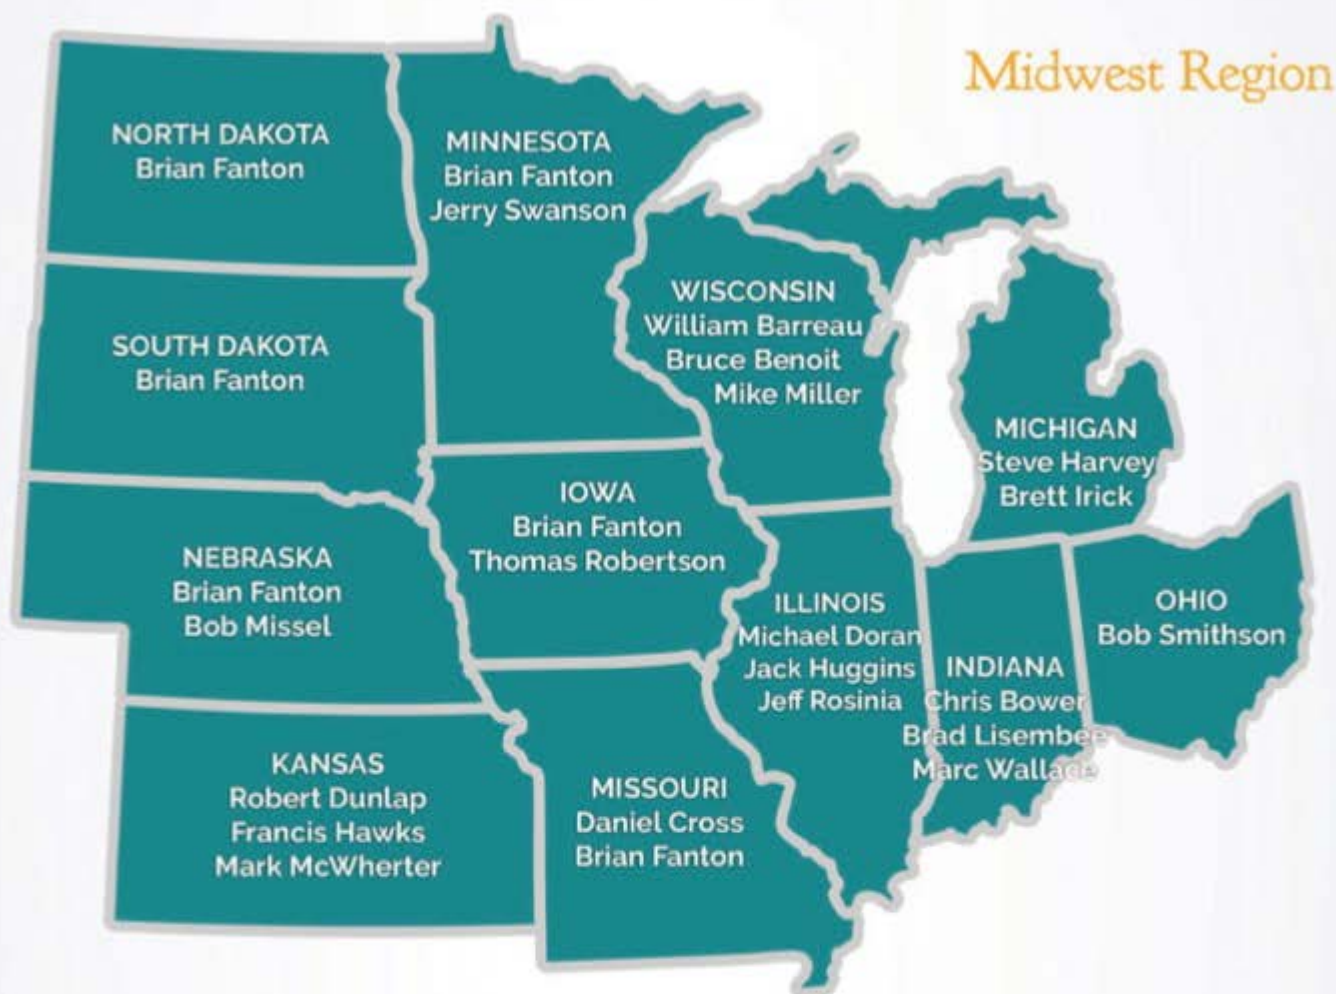 Midwest Region
NORTH DAKOTA
Brian Fanton
MINNESOTA
Brian Fanton
Jerry Swanson
WISCONSIN
William Barreau
Bruce Benoit
Mike Miller
SOUTH DAKOTA
Brian Fanton
MICHIGAN
Steve Harvey
Brett Irick
IOWA
Brian Fanton
Thomas Robertson
NEBRASKA
Brian Fanton
Bob Missel
ILLINOIS
Michael Doran
Jack Huggins
Jeff Rosinia
INDIANA
Chris Bower
Brad Lisembee
Marc Wallace
OHIO
Bob Smithson
KANSAS
Robert Dunlap
Francis Hawks
Mark McWherter
MISSOURI
Daniel Cross
Brian Fanton